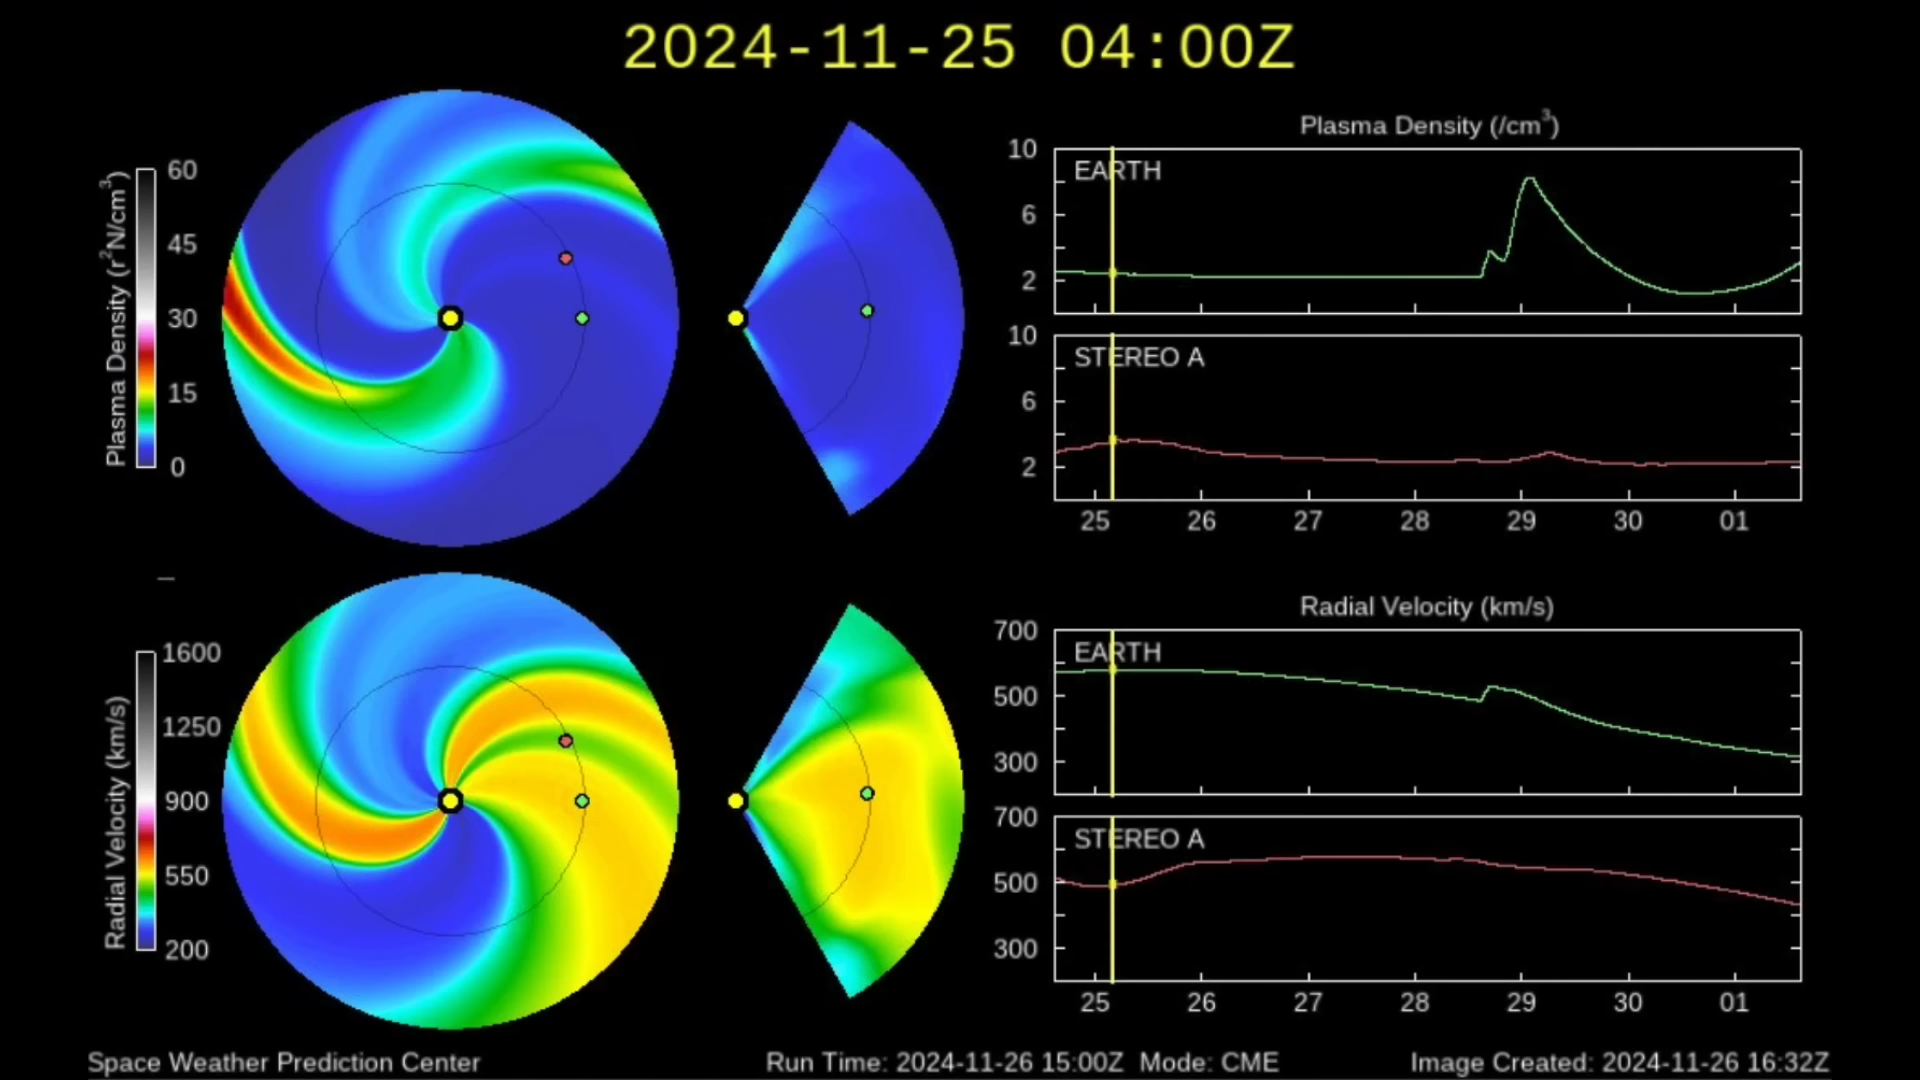 2024-11-25 04:00Z
Plasma Density (r²N/cm³)
60
45
30
15
0
Plasma Density (/cm³)
EARTH
10
6
2
STEREO A
10
6
2
25 26 27 28 29 30 01
Radial Velocity (km/s)
1600
1250
900
550
200
Radial Velocity (km/s)
EARTH
700
500
300
STEREO A
700
500
300
25 26 27 28 29 30 01
Space Weather Prediction Center
Run Time: 2024-11-26 15:00Z Mode: CME
Image Created: 2024-11-26 16:32Z